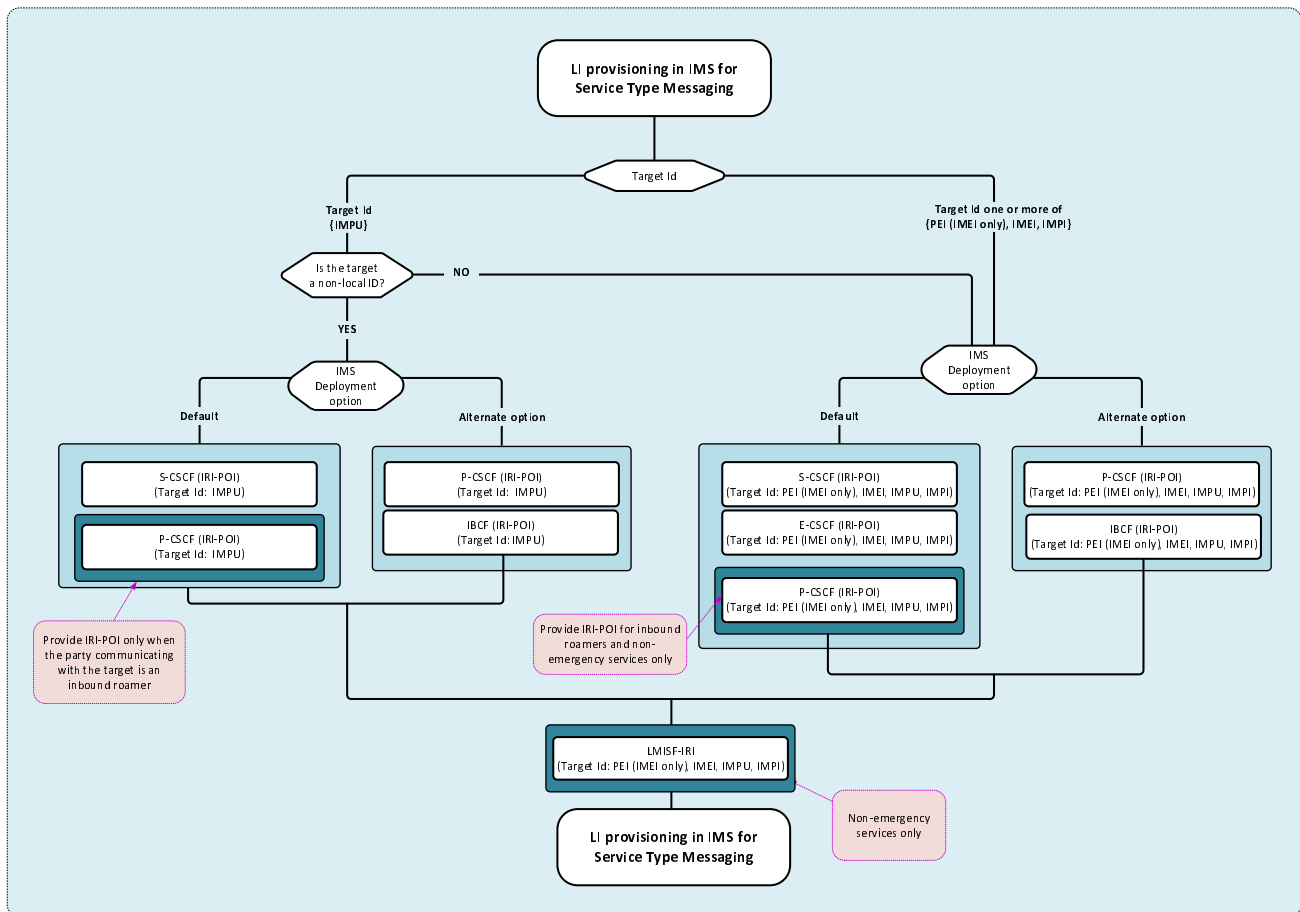 LI provisioning in IMS for
Service Type Messaging
Target Id
Target Id
{IMPU}
Target Id one or more of
{PEI (IMEI only), IMEI, IMPI}
Is the target
a non-local ID?
NO
YES
IMS
Deployment
option
IMS
Deployment
option
Default
Alternate option
Default
Alternate option
S-CSCF (IRI-POI)
(Target Id: IMPU)
P-CSCF (IRI-POI)
(Target Id: IMPU)
P-CSCF (IRI-POI)
(Target Id: IMPU)
IBCF (IRI-POI)
(Target Id: IMPU)
S-CSCF (IRI-POI)
(Target Id: PEI (IMEI only), IMEI, IMPU, IMPI)
E-CSCF (IRI-POI)
(Target Id: PEI (IMEI only), IMEI, IMPU, IMPI)
P-CSCF (IRI-POI)
(Target Id: PEI (IMEI only), IMEI, IMPU, IMPI)
P-CSCF (IRI-POI)
(Target Id: PEI (IMEI only), IMEI, IMPU, IMPI)
IBCF (IRI-POI)
(Target Id: PEI (IMEI only), IMEI, IMPU, IMPI)
Provide IRI-POI only when
the party communicating
with the target is an
inbound roamer
Provide IRI-POI for inbound
roamers and non-
emergency services only
LMISF-IRI
(Target Id: PEI (IMEI only), IMEI, IMPU, IMPI)
Non-emergency
services only
LI provisioning in IMS for
Service Type Messaging